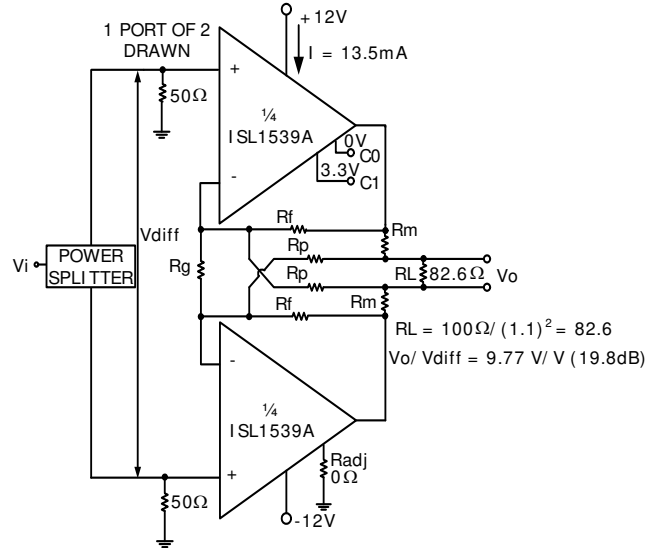 1 PORT OF 2
DRAWN
+12V
I = 13.5mA
+
50Ω
¼
ISL1539A
0V
C0
3.3V
C1
-
Rf
Rm
Vdiff
Rp
Vi
POWER
SPLITTER
Rg
RL
82.6Ω
Vo
Rp
Rm
Rf
RL = 100Ω/ (1.1)² = 82.6
Vo/ Vdiff = 9.77 V/ V (19.8dB)
-
¼
ISL1539A
Radj
0Ω
+
50Ω
-12V